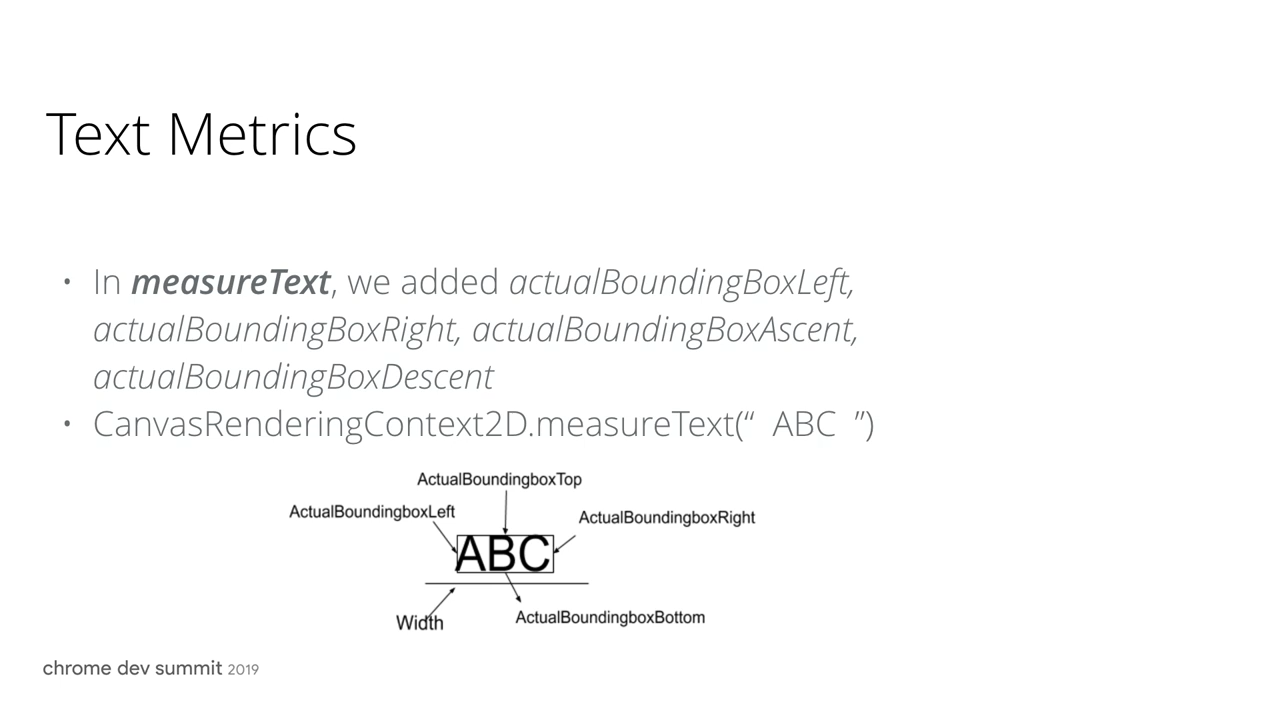 Text Metrics
• In measureText, we added actualBoundingBoxLeft,
actualBoundingBoxRight, actualBoundingBoxAscent,
actualBoundingBoxDescent
• CanvasRenderingContext2D.measureText(“  ABC  ”)
ActualBoundingboxTop
ActualBoundingboxLeft
ActualBoundingboxRight
ABC
Width
ActualBoundingboxBottom
chrome dev summit 2019